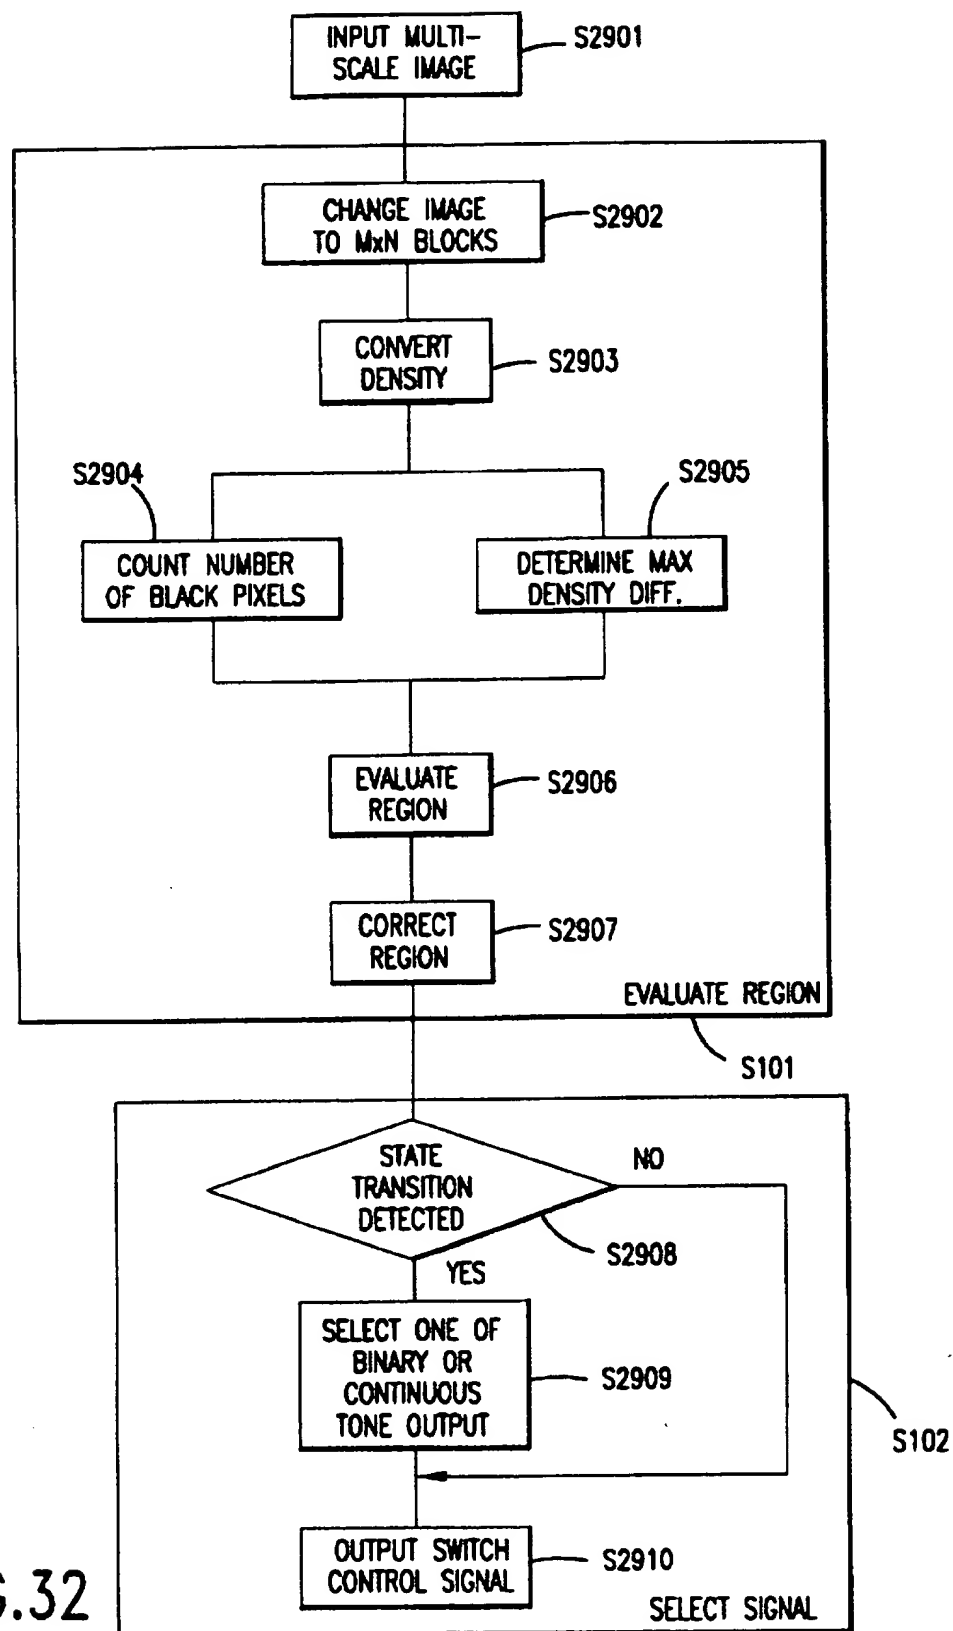 INPUT MULTI-
SCALE IMAGE
S2901
CHANGE IMAGE
TO MxN BLOCKS
S2902
CONVERT
DENSITY
S2903
S2904
S2905
COUNT NUMBER
OF BLACK PIXELS
DETERMINE MAX
DENSITY DIFF.
EVALUATE
REGION
S2906
CORRECT
REGION
S2907
EVALUATE REGION
S101
STATE
TRANSITION
DETECTED
NO
S2908
YES
SELECT ONE OF
BINARY OR
CONTINUOUS
TONE OUTPUT
S2909
S102
OUTPUT SWITCH
CONTROL SIGNAL
S2910
SELECT SIGNAL
G.32